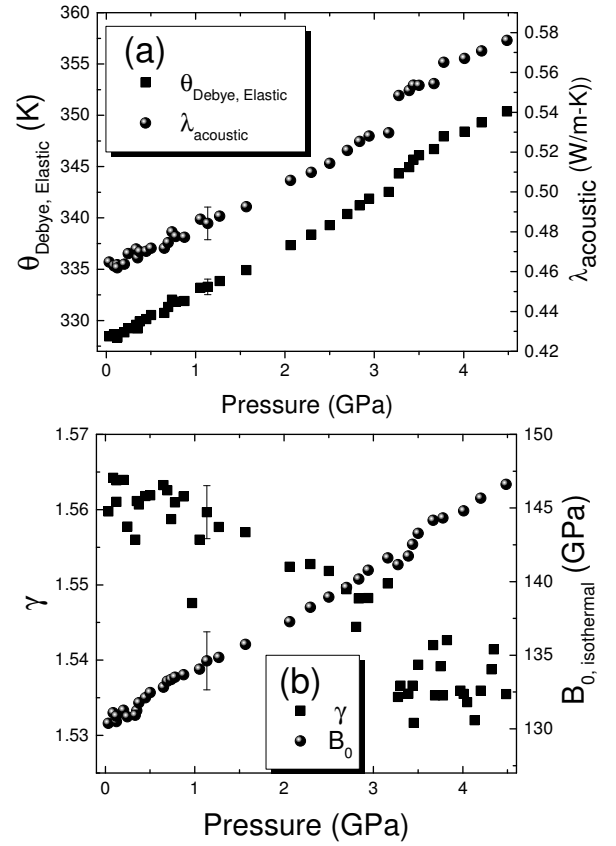 (a)
θDebye, Elastic
λacoustic
θDebye, Elastic (K)
360
355
350
345
340
335
330
0.58
0.56
0.54
0.52
0.50
0.48
0.46
0.44
0.42
λacoustic (W/m-K))
0 1 2 3 4
Pressure (GPa)
γ
1.57
1.56
1.55
1.54
1.53
150
145
140
135
130
B0, isothermal (GPa)
(b)
γ
B0
0 1 2 3 4
Pressure (GPa)